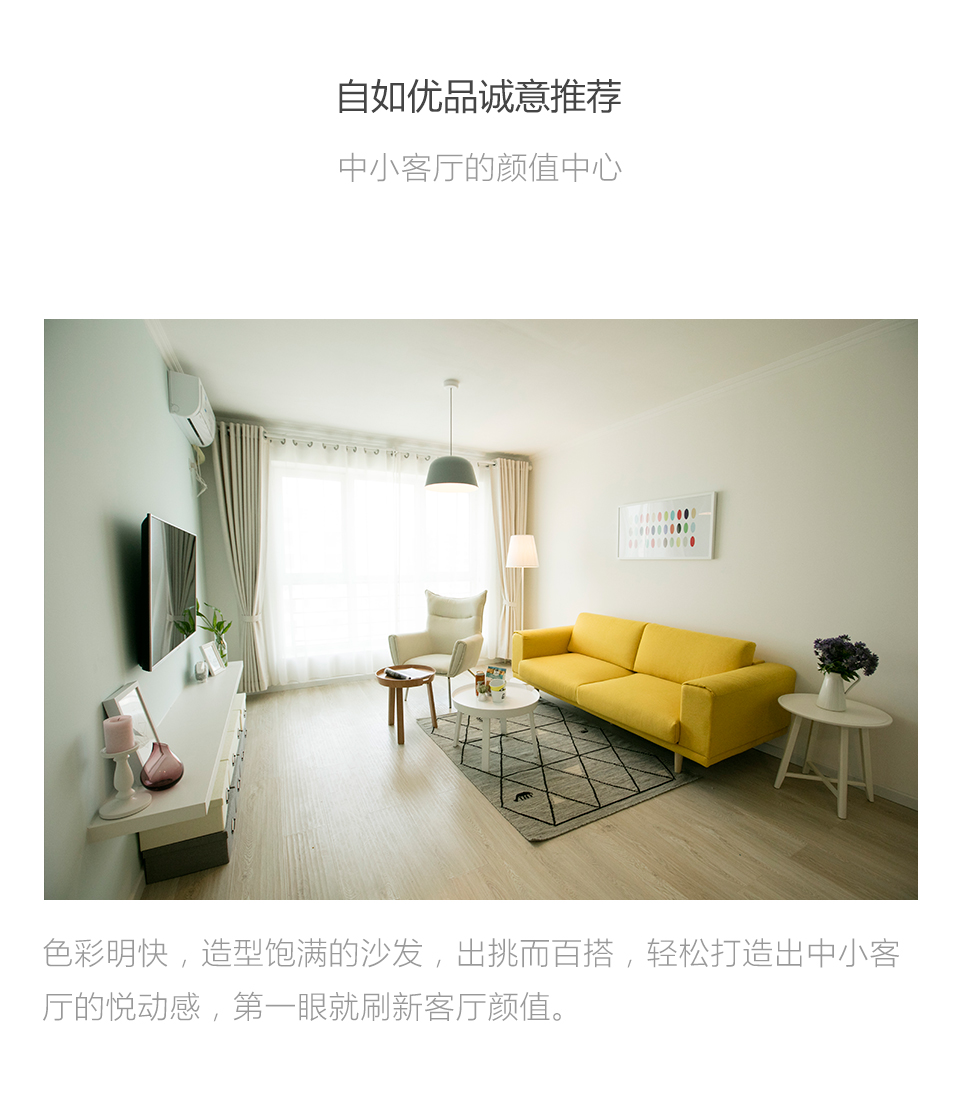 自如优品诚意推荐
中小客厅的颜值中心
色彩明快，造型饱满的沙发，出挑而百搭，轻松打造出中小客
厅的悦动感，第一眼就刷新客厅颜值。